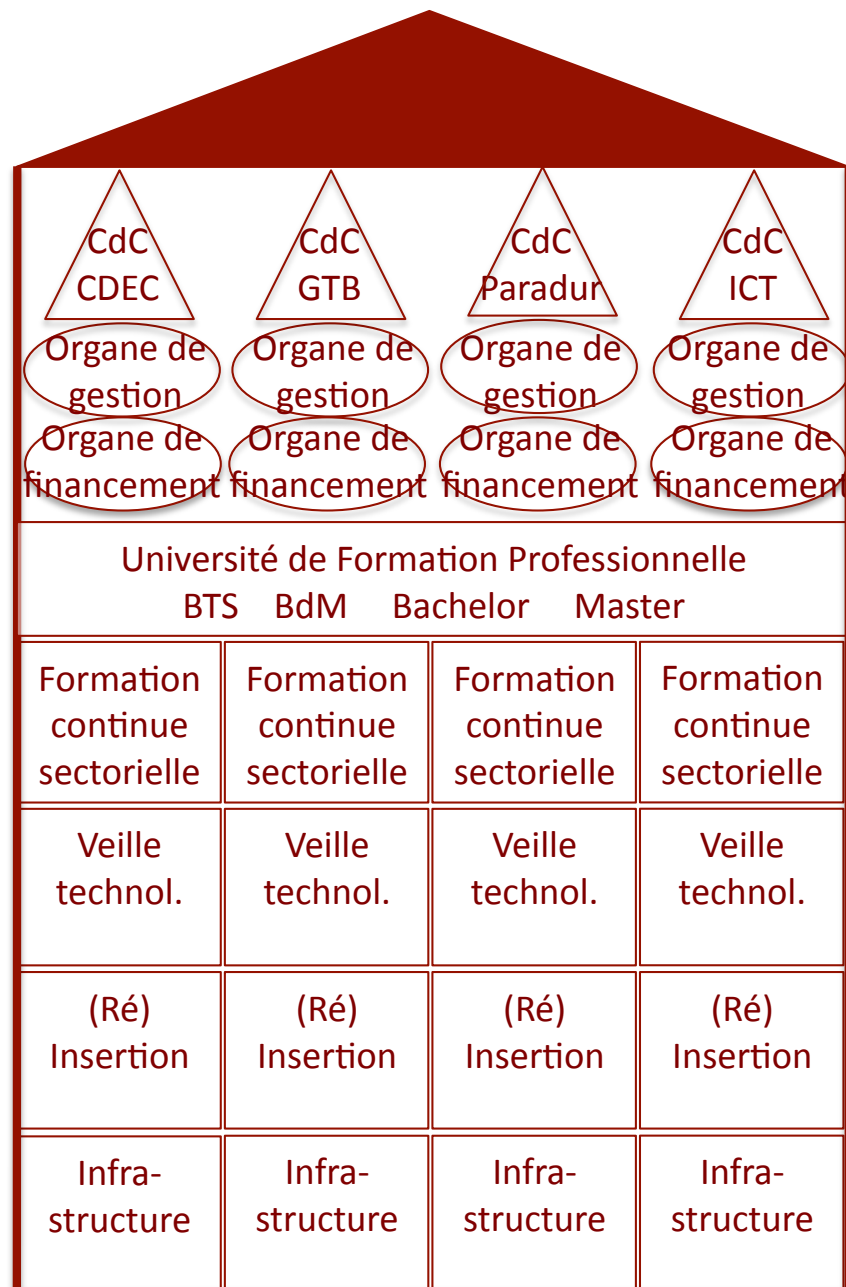 CdC CDEC
CdC GTB
CdC Paradur
CdC ICT
Organe de gestion
Organe de gestion
Organe de gestion
Organe de gestion
Organe de financement
Organe de financement
Organe de financement
Organe de financement
Université de Formation Professionnelle
BTS BdM Bachelor Master
Formation continue sectorielle
Formation continue sectorielle
Formation continue sectorielle
Formation continue sectorielle
Veille technol.
Veille technol.
Veille technol.
Veille technol.
(Ré) Insertion
(Ré) Insertion
(Ré) Insertion
(Ré) Insertion
Infra-structure
Infra-structure
Infra-structure
Infra-structure